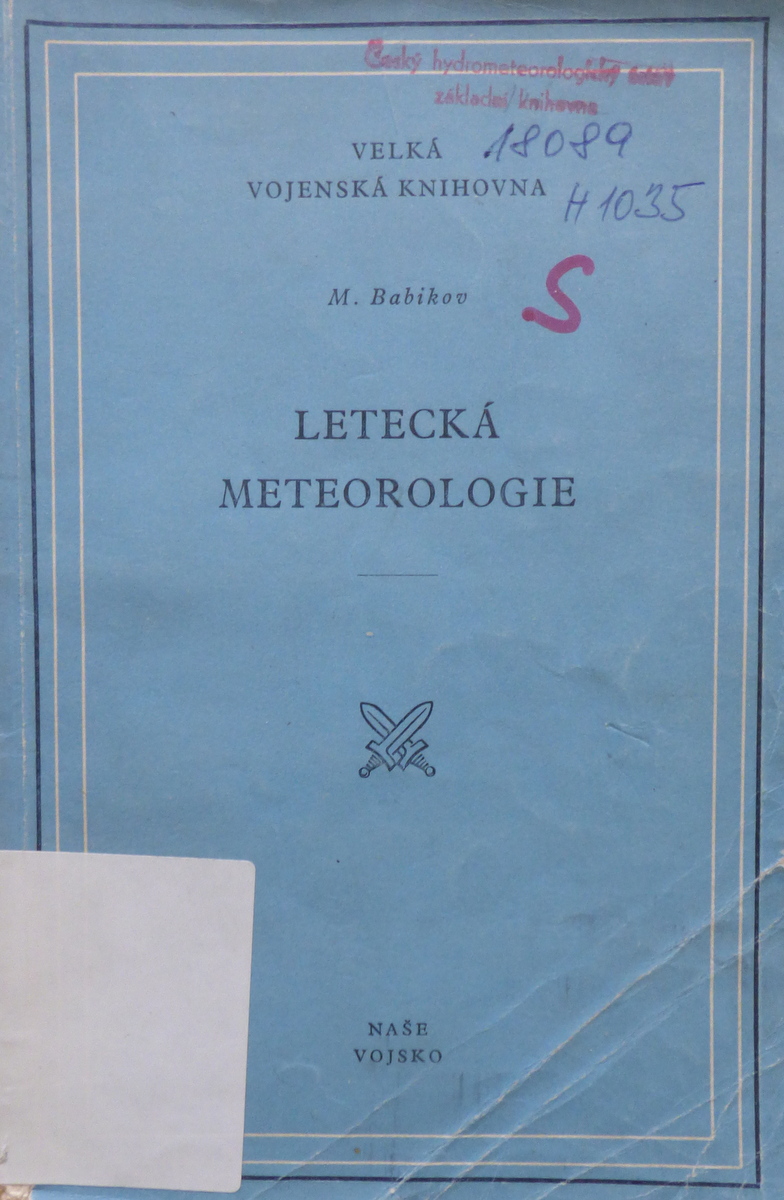 Český hydrometeorologický ústav
základní knihovna
VELKÁ
18089
VOJENSKÁ KNIHOVNA
H 1035
S
M. Babikov
LETECKÁ
METEOROLOGIE
NAŠE
VOJSKO